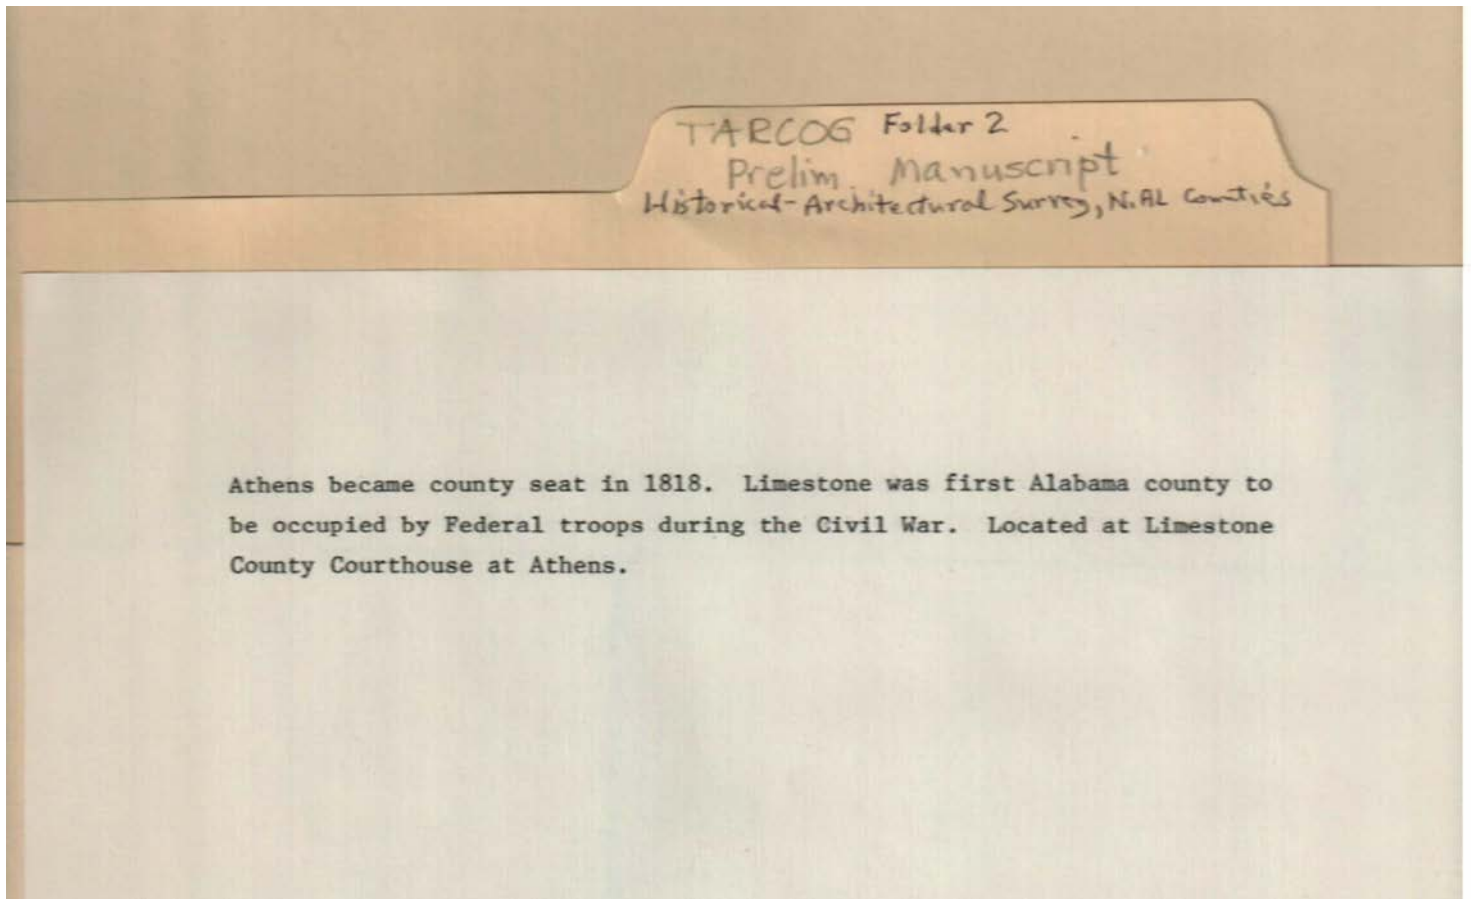 TARCOG Folder 2
Prelim. Manuscript
Historical-Architectural Survey, N. AL Counties
Athens became county seat in 1818. Limestone was first Alabama county to
be occupied by Federal troops during the Civil War. Located at Limestone
County Courthouse at Athens.